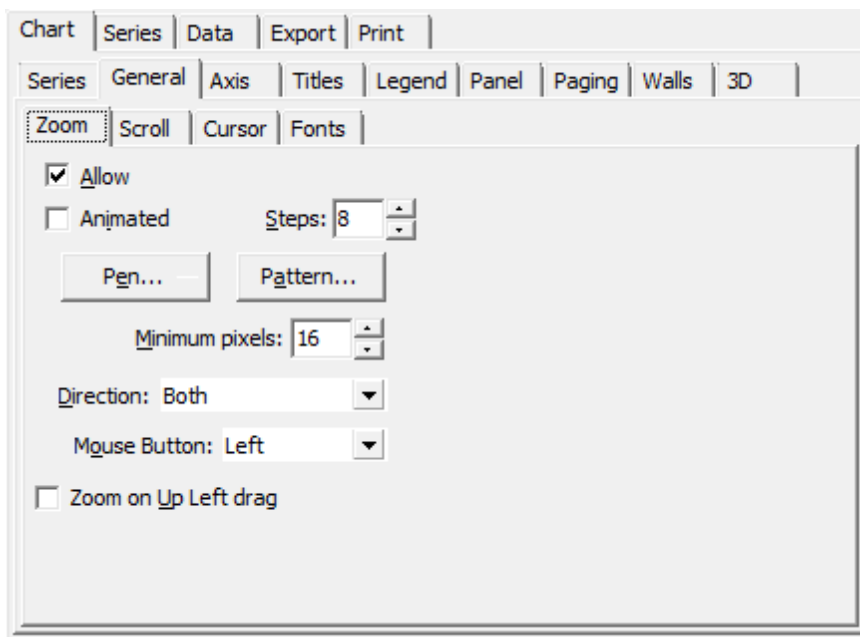 Chart Series Data Export Print
Series General Axis Titles Legend Panel Paging Walls 3D
Zoom Scroll Cursor Fonts
Allow
Animated Steps: 8
Pen... Pattern...
Minimum pixels: 16
Direction: Both
Mouse Button: Left
Zoom on Up Left drag